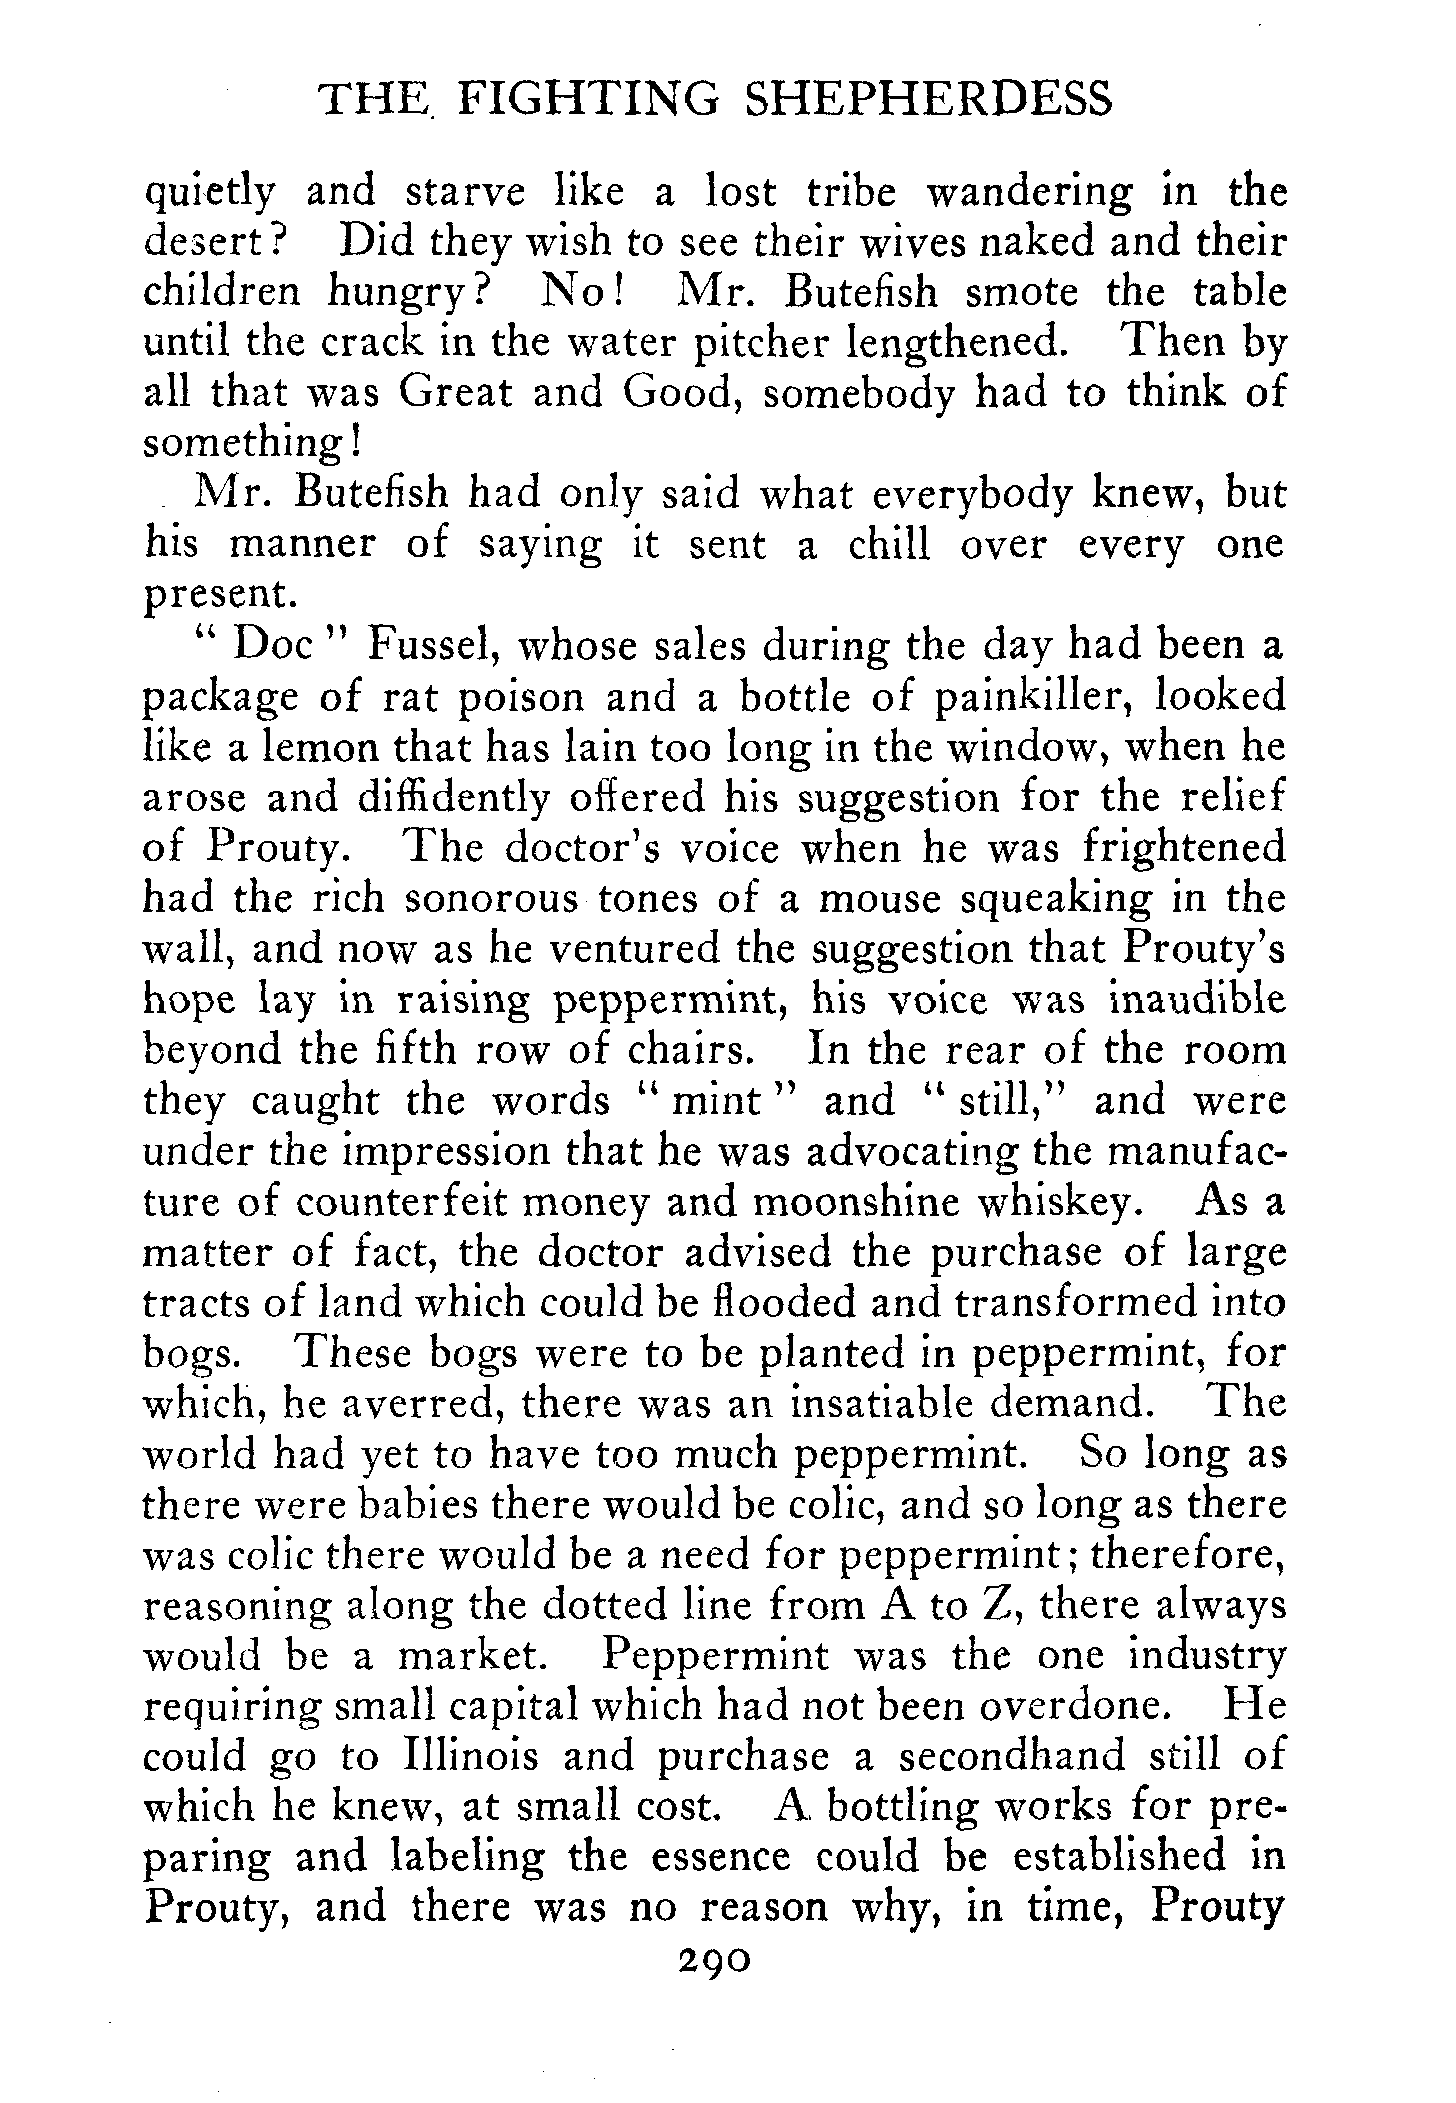 THE FIGHTING SHEPHERDESS
quietly and starve like a lost tribe wandering in the
desert? Did they wish to see their wives naked and their
children hungry? No! Mr. Butefish smote the table
until the crack in the water pitcher lengthened. Then by
all that was Great and Good, somebody had to think of
something!
Mr. Butefish had only said what everybody knew, but
his manner of saying it sent a chill over every one
present.
" Doc " Fussel, whose sales during the day had been a
package of rat poison and a bottle of painkiller, looked
like a lemon that has lain too long in the window, when he
arose and diffidently offered his suggestion for the relief
of Prouty. The doctor's voice when he was frightened
had the rich sonorous tones of a mouse squeaking in the
wall, and now as he ventured the suggestion that Prouty's
hope lay in raising peppermint, his voice was inaudible
beyond the fifth row of chairs. In the rear of the room
they caught the words " mint " and " still," and were
under the impression that he was advocating the manufac-
ture of counterfeit money and moonshine whiskey. As a
matter of fact, the doctor advised the purchase of large
tracts of land which could be flooded and transformed into
bogs. These bogs were to be planted in peppermint, for
which, he averred, there was an insatiable demand. The
world had yet to have too much peppermint. So long as
there were babies there would be colic, and so long as there
was colic there would be a need for peppermint; therefore,
reasoning along the dotted line from A to Z, there always
would be a market. Peppermint was the one industry
requiring small capital which had not been overdone. He
could go to Illinois and purchase a secondhand still of
which he knew, at small cost. A bottling works for pre-
paring and labeling the essence could be established in
Prouty, and there was no reason why, in time, Prouty
290